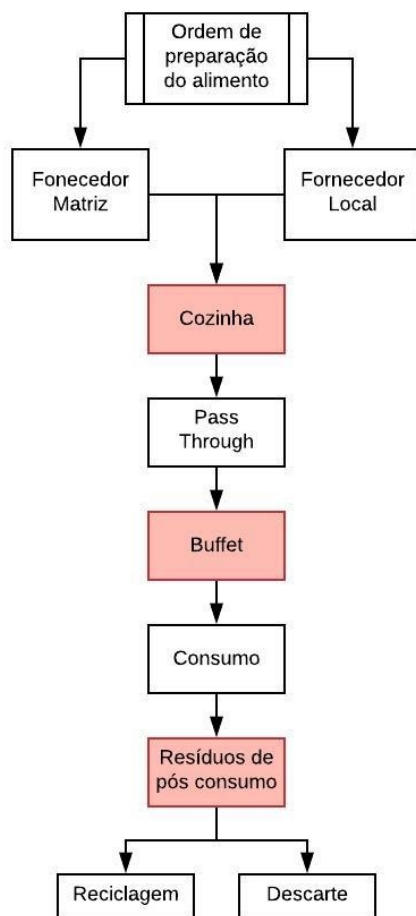 Ordem de
preparação
do alimento
Fonecedor
Matriz
Fornecedor
Local
Cozinha
Pass
Through
Buffet
Consumo
Resíduos de
pós consumo
Reciclagem
Descarte